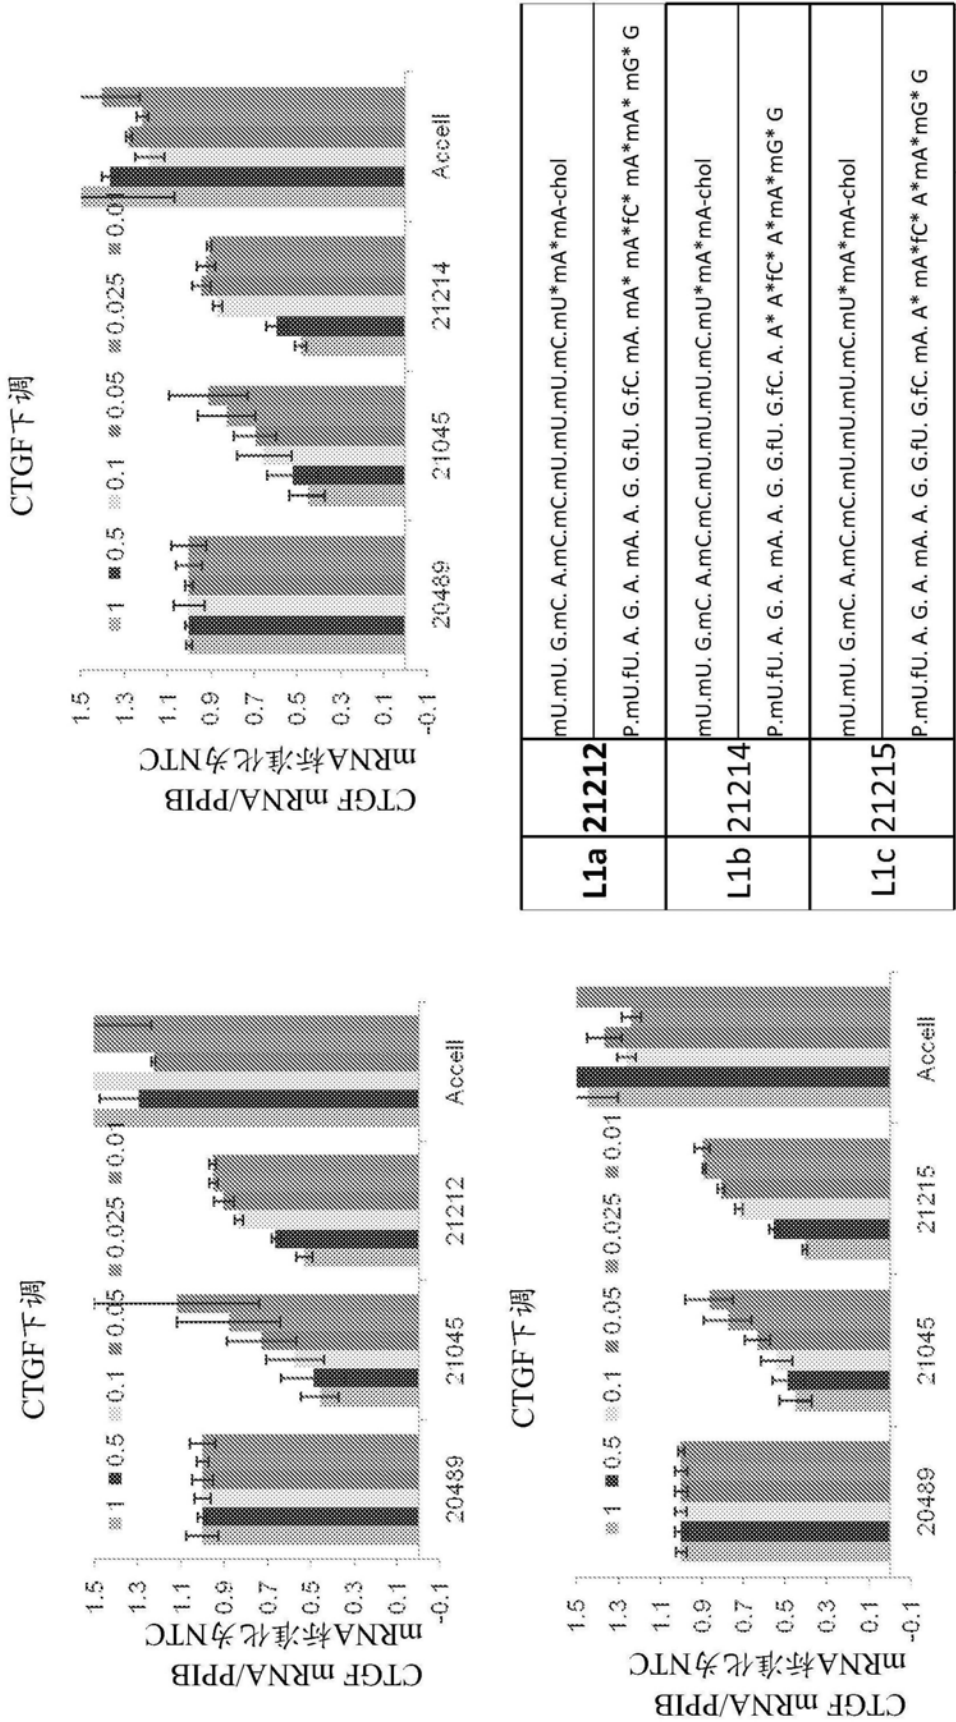 CTGF下调
1 0.5 0.1 0.05 0.025 0.01
CTGF mRNA/PPIB
mRNA标准化为NTC
1.5
1.3
1.1
0.9
0.7
0.5
0.3
0.1
-0.1
20489 21045 21212 Accell
CTGF下调
1 0.5 0.1 0.05 0.025 0.01
CTGF mRNA/PPIB
mRNA标准化为NTC
1.5
1.3
1.1
0.9
0.7
0.5
0.3
0.1
-0.1
20489 21045 21214 Accell
CTGF下调
1 0.5 0.1 0.05 0.025 0.01
CTGF mRNA/PPIB
mRNA标准化为NTC
1.5
1.3
1.1
0.9
0.7
0.5
0.3
0.1
-0.1
20489 21045 21215 Accell
L1a 21212 mU.mU. G.mC. A.mC.mC.mU.mU.mU.mC.mU*mA*mA-chol
P.mU.fU. A. G. A. mA. A. G. G.fU. G.fC. mA. mA* mA*fC* mA*mA* mG* G
L1b 21214 mU.mU. G.mC. A.mC.mC.mU.mU.mU.mC.mU*mA*mA-chol
P.mU.fU. A. G. A. mA. A. G. G.fU. G.fC. A. A* A*fC* A*mA*mG* G
L1c 21215 mU.mU. G.mC. A.mC.mC.mU.mU.mU.mC.mU*mA*mA-chol
P.mU.fU. A. G. A. mA. A. G. G.fU. G.fC. mA. A* mA*fC* A*mA*mG* G